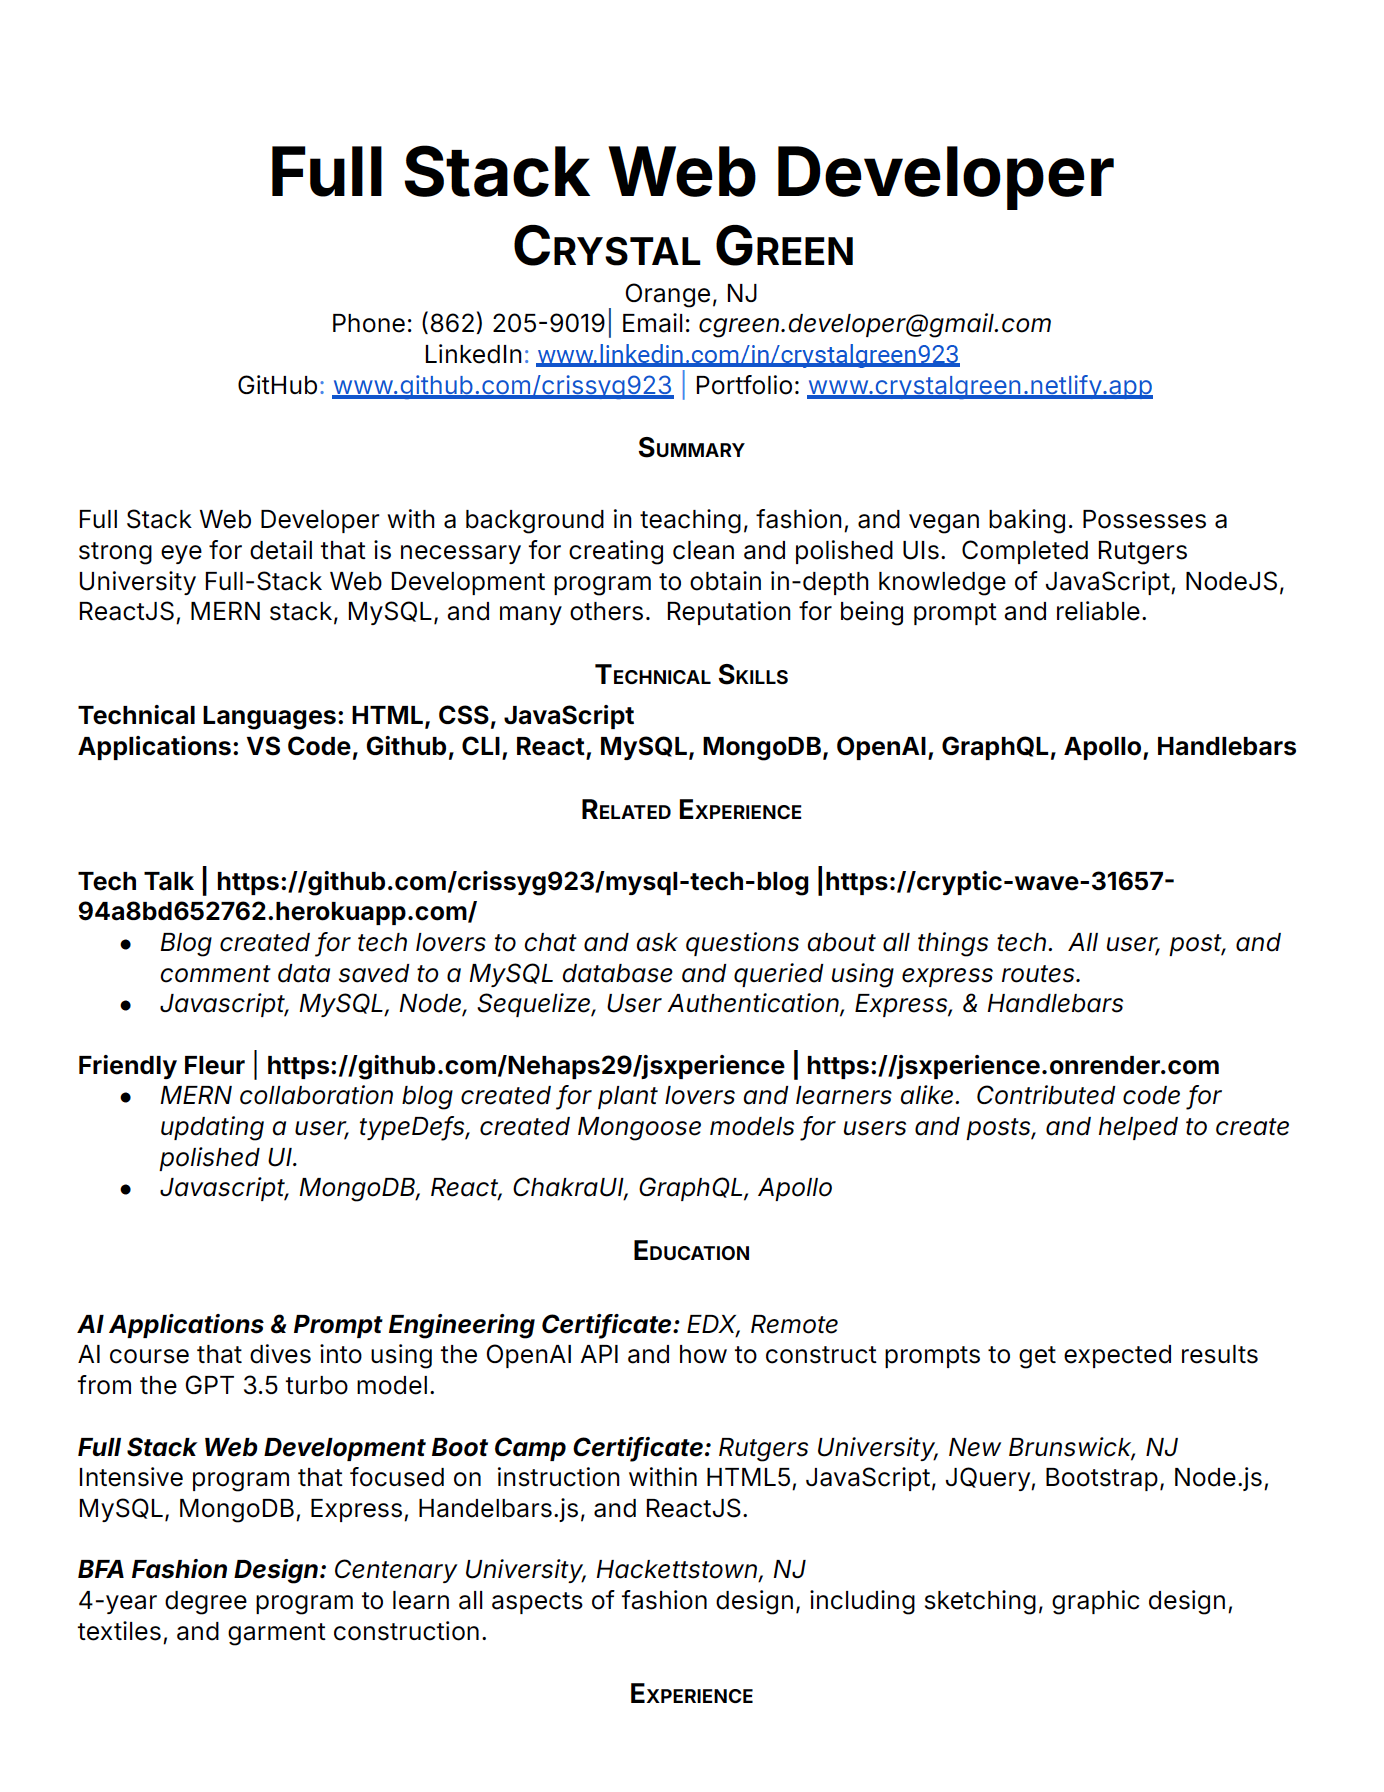 Full Stack Web Developer
Crystal Green
Orange, NJ
Phone: (862) 205-9019| Email: cgreen.developer@gmail.com
LinkedIn: www.linkedin.com/in/crystalgreen923
GitHub: www.github.com/crissyg923 | Portfolio: www.crystalgreen.netlify.app
Summary
Full Stack Web Developer with a background in teaching, fashion, and vegan baking. Possesses a
strong eye for detail that is necessary for creating clean and polished UIs. Completed Rutgers
University Full-Stack Web Development program to obtain in-depth knowledge of JavaScript, NodeJS,
ReactJS, MERN stack, MySQL, and many others. Reputation for being prompt and reliable.
Technical Skills
Technical Languages: HTML, CSS, JavaScript
Applications: VS Code, Github, CLI, React, MySQL, MongoDB, OpenAI, GraphQL, Apollo, Handlebars
Related Experience
Tech Talk | https://github.com/crissyg923/mysql-tech-blog |https://cryptic-wave-31657-
94a8bd652762.herokuapp.com/
● Blog created for tech lovers to chat and ask questions about all things tech. All user, post, and
comment data saved to a MySQL database and queried using express routes.
● Javascript, MySQL, Node, Sequelize, User Authentication, Express, & Handlebars
Friendly Fleur | https://github.com/Nehaps29/jsxperience | https://jsxperience.onrender.com
● MERN collaboration blog created for plant lovers and learners alike. Contributed code for
updating a user, typeDefs, created Mongoose models for users and posts, and helped to create
polished UI.
● Javascript, MongoDB, React, ChakraUI, GraphQL, Apollo
Education
AI Applications & Prompt Engineering Certificate: EDX, Remote
AI course that dives into using the OpenAI API and how to construct prompts to get expected results
from the GPT 3.5 turbo model.
Full Stack Web Development Boot Camp Certificate: Rutgers University, New Brunswick, NJ
Intensive program that focused on instruction within HTML5, JavaScript, JQuery, Bootstrap, Node.js,
MySQL, MongoDB, Express, Handelbars.js, and ReactJS.
BFA Fashion Design: Centenary University, Hackettstown, NJ
4-year degree program to learn all aspects of fashion design, including sketching, graphic design,
textiles, and garment construction.
Experience